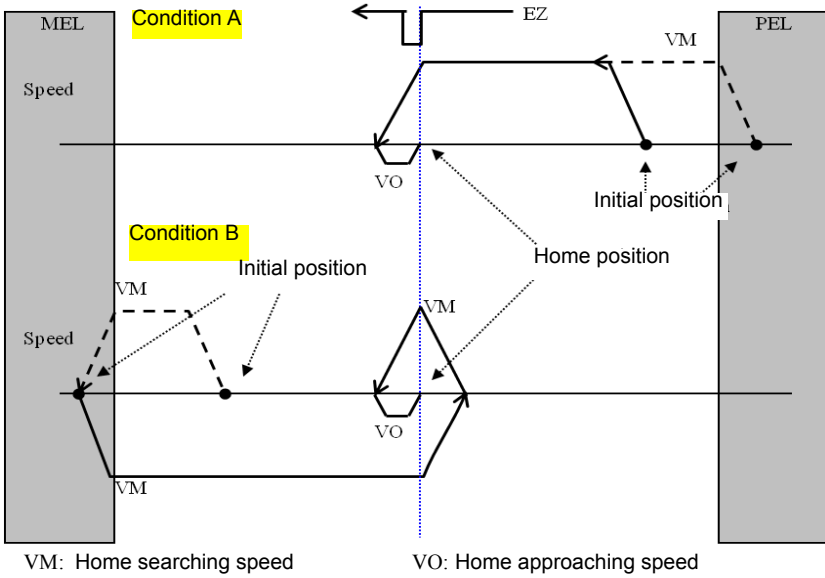 Condition A
MEL
EZ
VM
PEL
Speed
VO
Initial position
Condition B
Home position
Initial position
VM
VM
Speed
VO
VM
VM: Home searching speed
VO: Home approaching speed